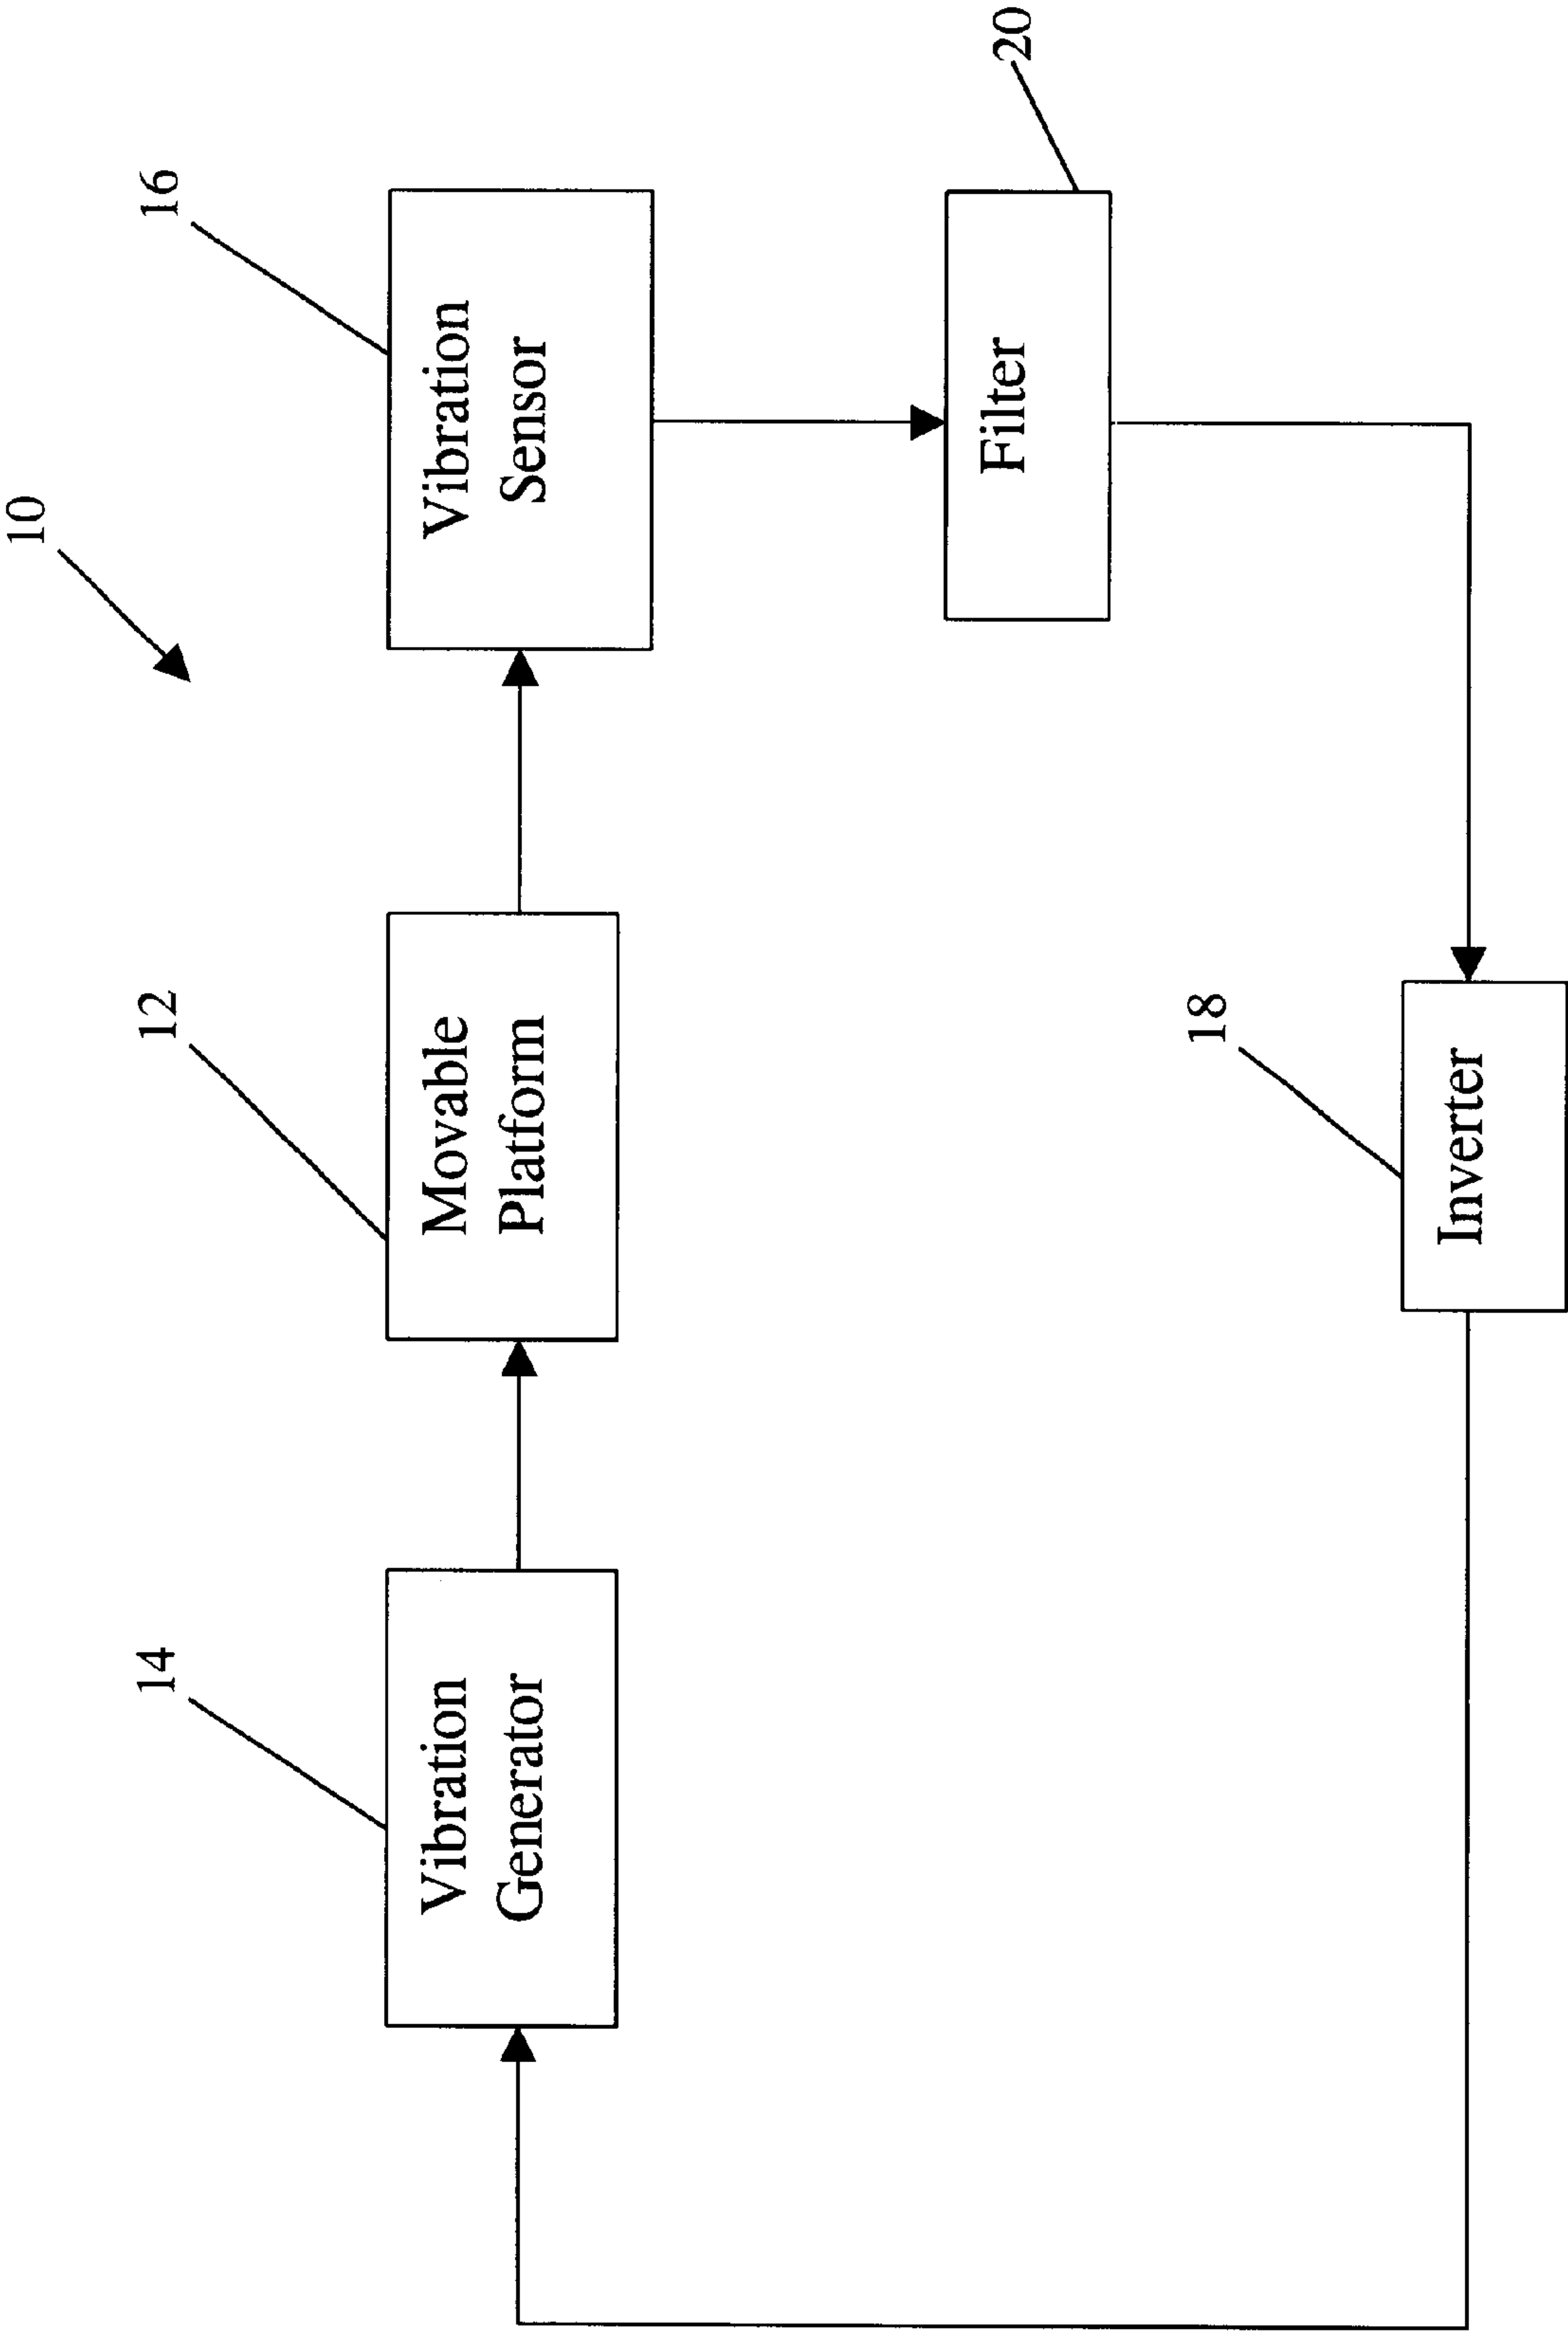 10
14
12
16
Vibration
Generator
Movable
Platform
Vibration
Sensor
20
Filter
18
Inverter